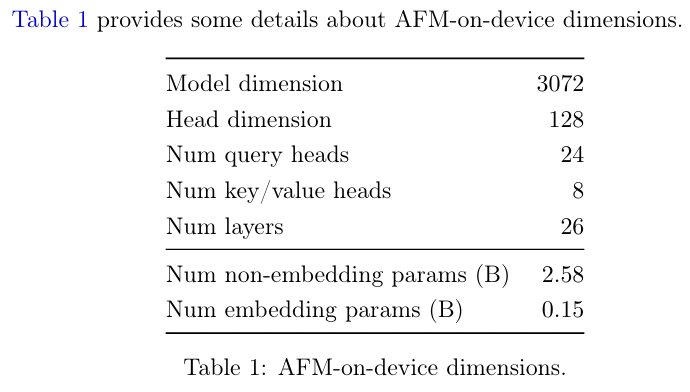 Table 1 provides some details about AFM-on-device dimensions.
Model dimension 3072
Head dimension 128
Num query heads 24
Num key/value heads 8
Num layers 26
Num non-embedding params (B) 2.58
Num embedding params (B) 0.15
Table 1: AFM-on-device dimensions.